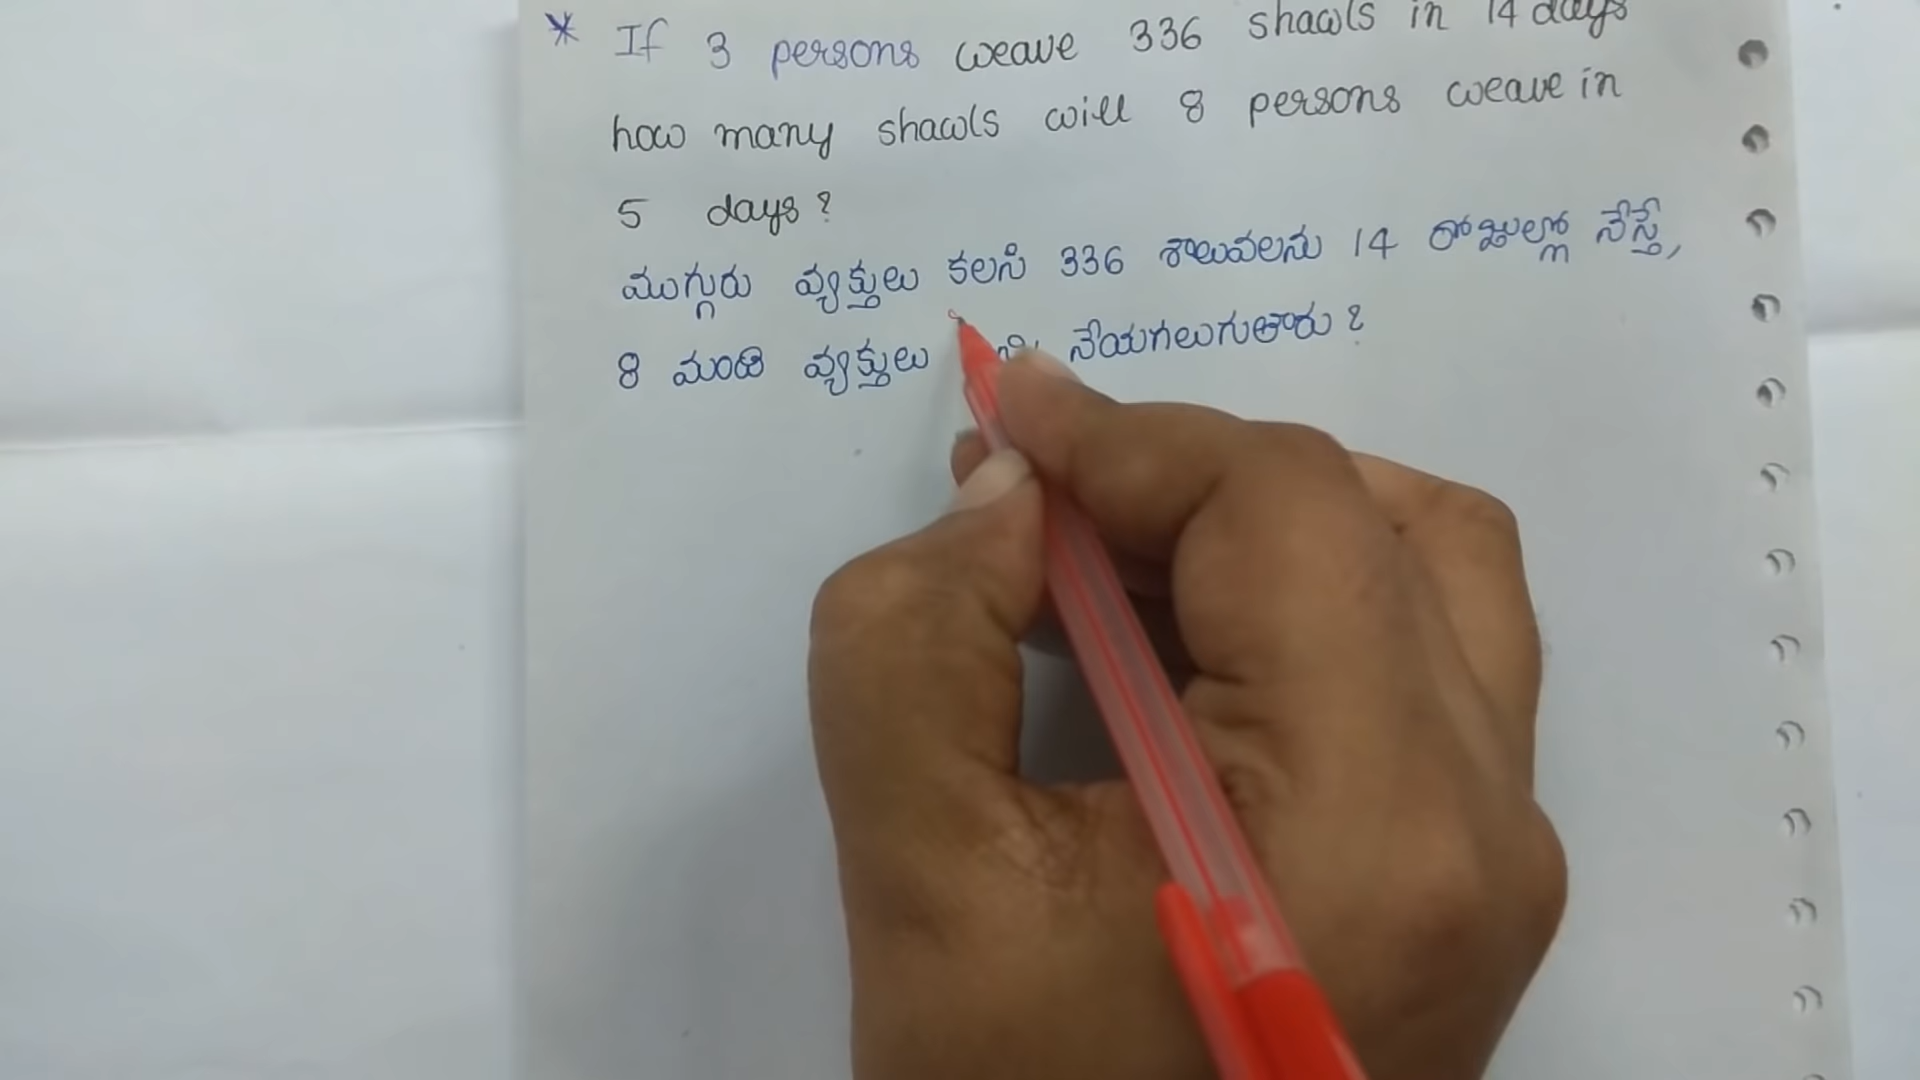 * If 3 persons weave 336 shawls in 14 days
how many shawls will 8 persons weave in
5 days?
ముగ్గురు వ్యక్తులు కలసి 336 శాలువలను 14 రోజుల్లో నేస్తే,
8 మంది వ్యక్తులు నేయగలుగుతారు?